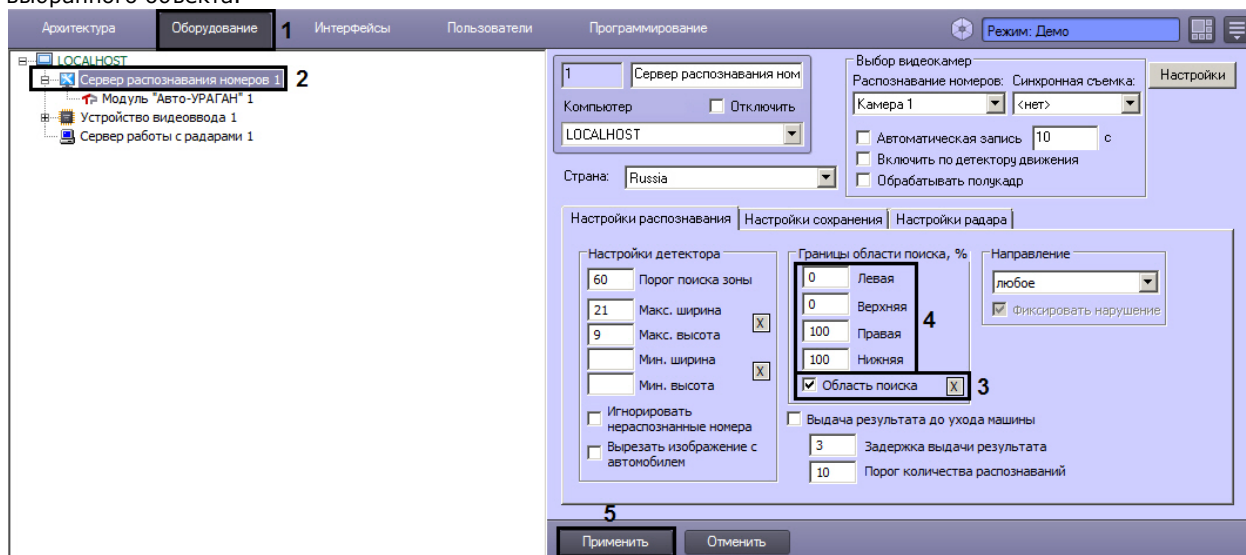 выбранного объекта.
Архитектура Оборудование 1 Интерфейсы Пользователи Программирование Режим: Демо
LOCALHOST
Сервер распознавания номеров 1 2
Модуль "Авто-УРАГАН" 1
Устройство видеоввода 1
Сервер работы с радарами 1
1 Сервер распознавания ном
Компьютер Отключить
LOCALHOST
Страна: Russia
Выбор видеокамер
Распознавание номеров: Синхронная съемка:
Камера 1 <нет>
Автоматическая запись 10 с
Включить по детектору движения
Обрабатывать полукадр
Настройки
Настройки распознавания Настройки сохранения Настройки радара
Настройки детектора
60 Порог поиска зоны
21 Макс. ширина
X
9 Макс. высота
Мин. ширина
X
Мин. высота
Игнорировать
нераспознанные номера
Вырезать изображение с
автомобилем
Границы области поиска, %
0 Левая
0 Верхняя
4
100 Правая
100 Нижняя
Область поиска X 3
Направление
любое
Фиксировать нарушение
Выдача результата до ухода машины
3 Задержка выдачи результата
10 Порог количества распознаваний
5
Применить Отменить